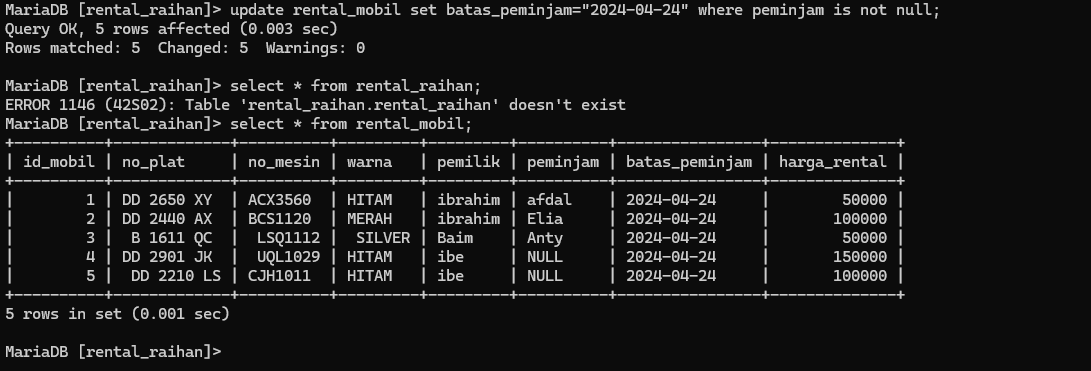 MariaDB [rental_raihan]> update rental_mobil set batas_peminjam="2024-04-24" where peminjam is not null;
Query OK, 5 rows affected (0.003 sec)
Rows matched: 5  Changed: 5  Warnings: 0

MariaDB [rental_raihan]> select * from rental_raihan;
ERROR 1146 (42S02): Table 'rental_raihan.rental_raihan' doesn't exist
MariaDB [rental_raihan]> select * from rental_mobil;
+----------+-------------+----------+---------+---------+----------+----------------+--------------+
| id_mobil | no_plat     | no_mesin | warna   | pemilik | peminjam | batas_peminjam | harga_rental |
+----------+-------------+----------+---------+---------+----------+----------------+--------------+
|        1 | DD 2650 XY  | ACX3560  | HITAM   | ibrahim | afdal    | 2024-04-24     |        50000 |
|        2 | DD 2440 AX  | BCS1120  | MERAH   | ibrahim | Elia     | 2024-04-24     |       100000 |
|        3 |  B 1611 QC  |  LSQ1112 |  SILVER | Baim    | Anty     | 2024-04-24     |        50000 |
|        4 | DD 2901 JK  |  UQL1029 | HITAM   | ibe     | NULL     | 2024-04-24     |       150000 |
|        5 |  DD 2210 LS | CJH1011  | HITAM   | ibe     | NULL     | 2024-04-24     |       100000 |
+----------+-------------+----------+---------+---------+----------+----------------+--------------+
5 rows in set (0.001 sec)

MariaDB [rental_raihan]>